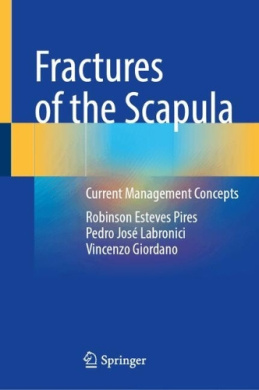 Fractures
of the Scapula
Current Management Concepts
Robinson Esteves Pires
Pedro José Labronici
Vincenzo Giordano
Springer